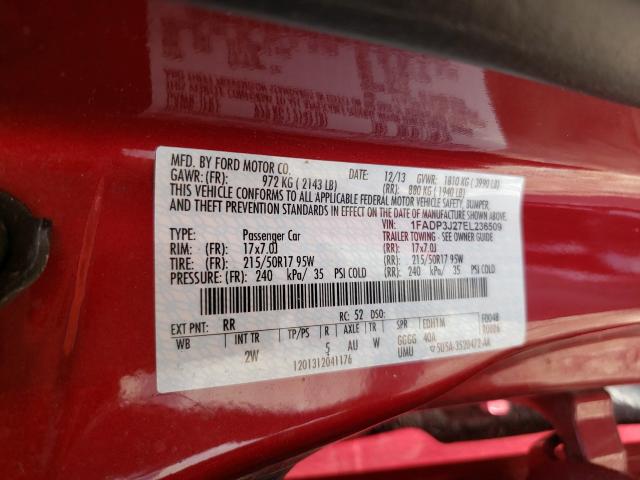 MFD. BY FORD MOTOR CO.
DATE: 12/13 GVWR: 1810 KG ( 3990 LB)
GAWR: (FR): 972 KG ( 2143 LB) (RR): 880 KG ( 1940 LB)
THIS VEHICLE CONFORMS TO ALL APPLICABLE FEDERAL MOTOR VEHICLE SAFETY, BUMPER,
AND THEFT PREVENTION STANDARDS IN EFFECT ON THE DATE OF MANUFACTURE SHOWN ABOVE.
VIN: 1FADP3J27EL236509
TYPE: Passenger Car TRAILER TOWING - SEE OWNER GUIDE
RIM: (FR): 17x7.0J (RR): 17x7.0J
TIRE: (FR): 215/50R17 95W (RR): 215/50R17 95W
PRESSURE: (FR): 240 kPa/ 35 PSI COLD (RR): 240 kPa/ 35 PSI COLD
RC: 52 DSO:
EXT PNT: RR
WB INT TR TP/PS R AXLE TR SPR
2W 5 AU W GGGG 40A
UMU
1201312041176